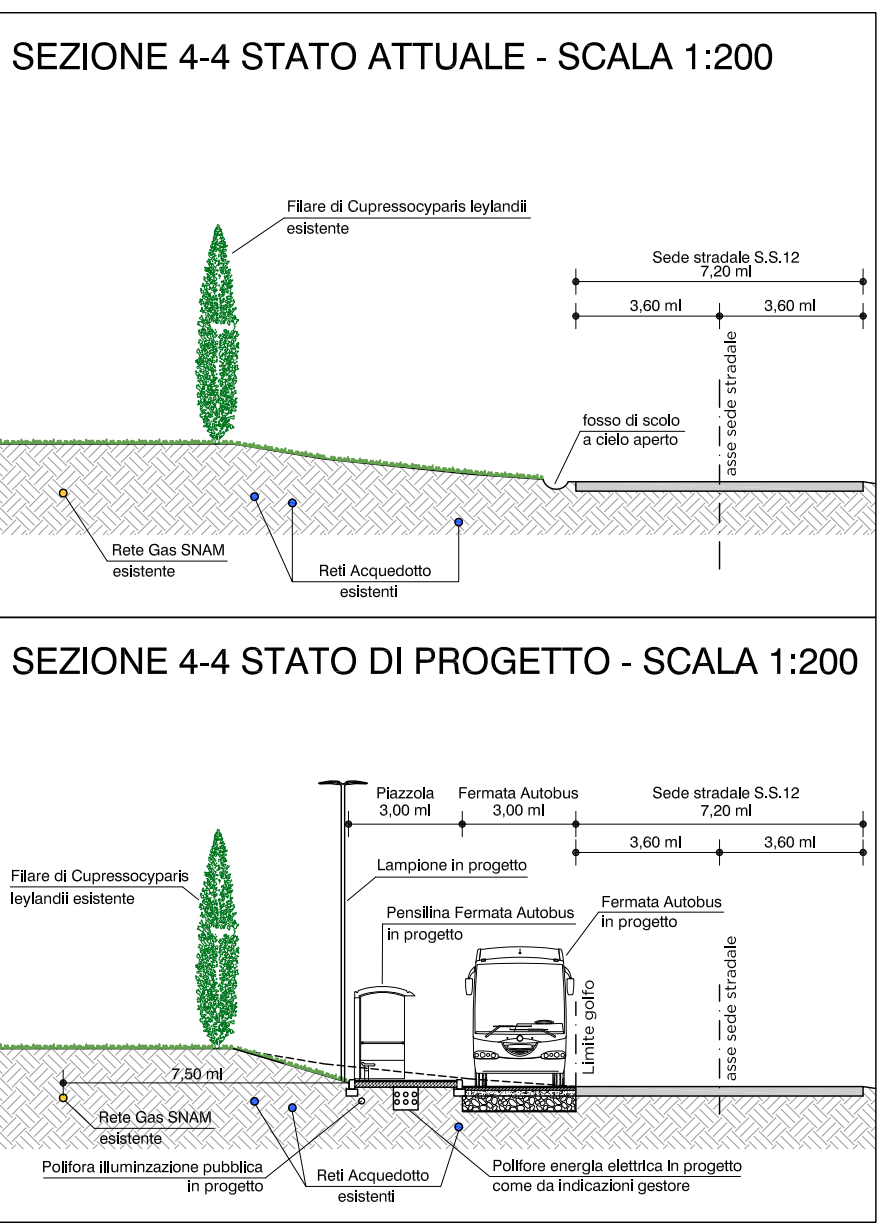 SEZIONE 4-4 STATO ATTUALE - SCALA 1:200
Filare di Cupressocyparis leylandii
esistente
Sede stradale S.S.12
7,20 ml
3,60 ml
3,60 ml
fosso di scolo
a cielo aperto
asse sede stradale
Rete Gas SNAM
esistente
Reti Acquedotto
esistenti
SEZIONE 4-4 STATO DI PROGETTO - SCALA 1:200
Piazzola
3,00 ml
Fermata Autobus
3,00 ml
Sede stradale S.S.12
7,20 ml
3,60 ml
3,60 ml
Lampione in progetto
Filare di Cupressocyparis
leylandii esistente
Pensilina Fermata Autobus
in progetto
Fermata Autobus
in progetto
Limite golfo
asse sede stradale
7,50 ml
Rete Gas SNAM
esistente
Polifora illuminzazione pubblica
in progetto
Reti Acquedotto
esistenti
Polifore energia elettrica in progetto
come da indicazioni gestore